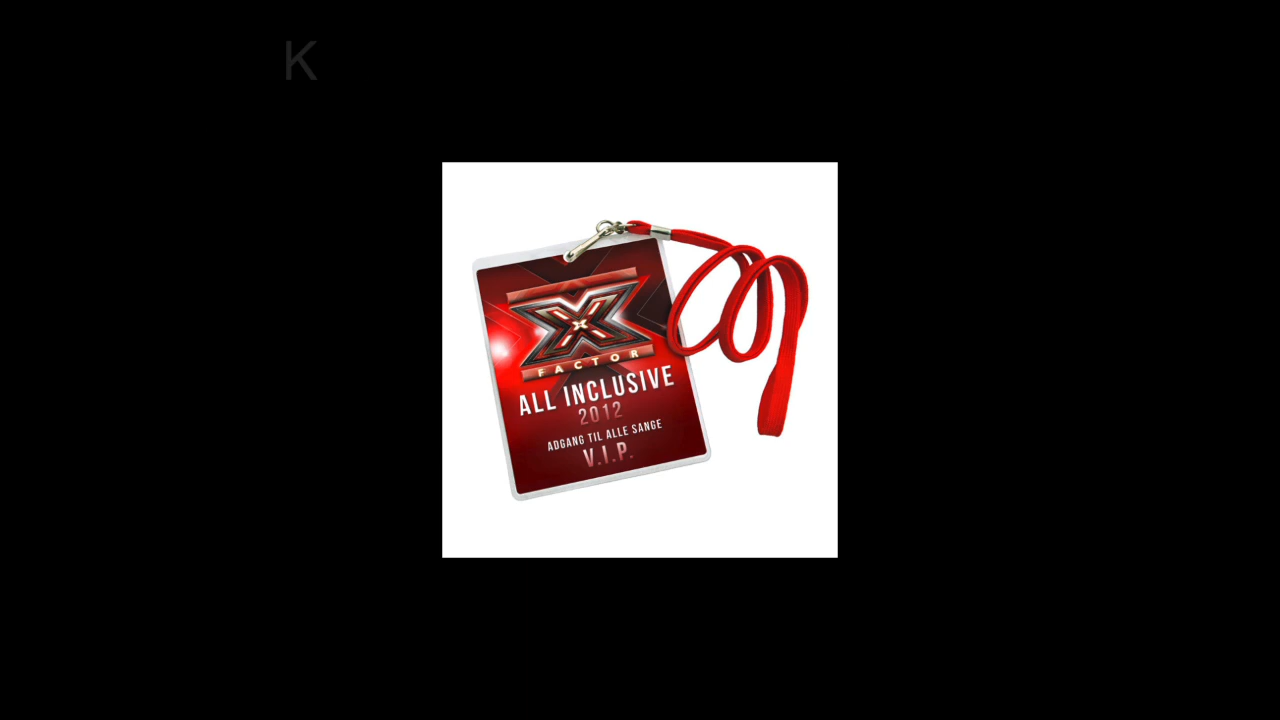 K
X
FACTOR
ALL INCLUSIVE
2012
ADGANG TIL ALLE SANGE
V.I.P.